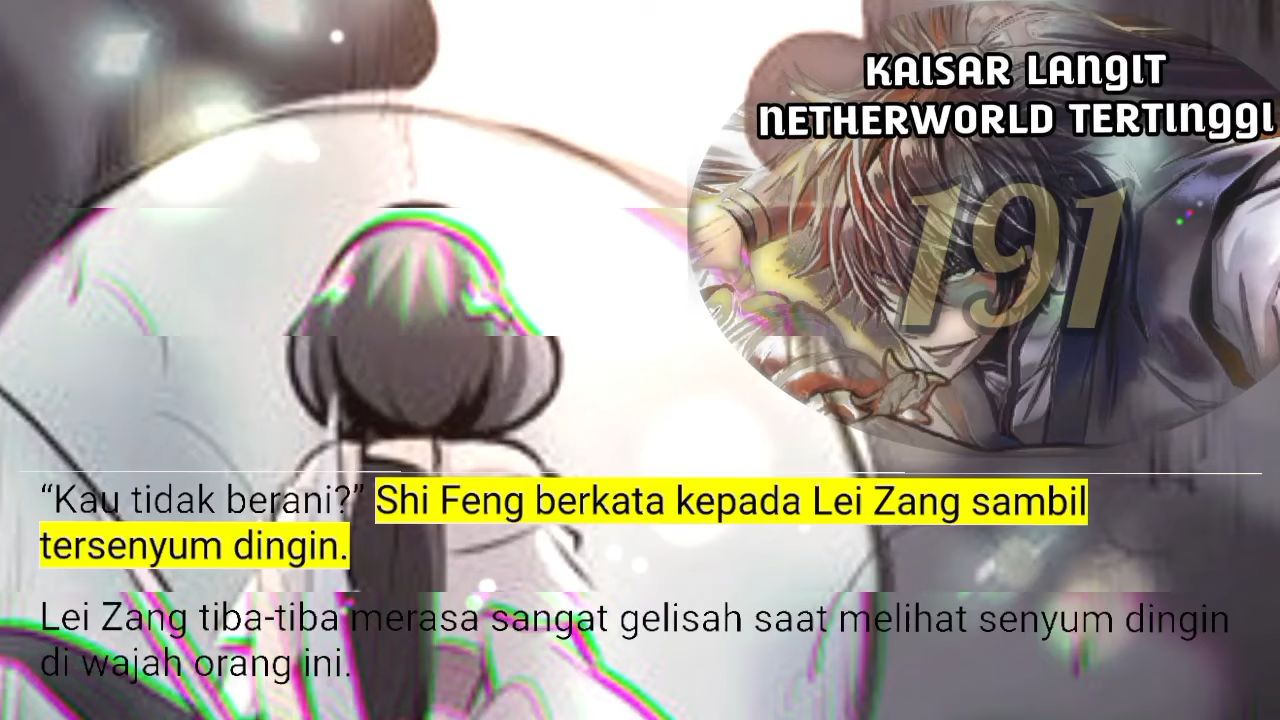 KAISAR LANGIT
NETHERWORLD TERTINGGI
191
“Kau tidak berani?” Shi Feng berkata kepada Lei Zang sambil
tersenyum dingin.
Lei Zang tiba-tiba merasa sangat gelisah saat melihat senyum dingin
di wajah orang ini.